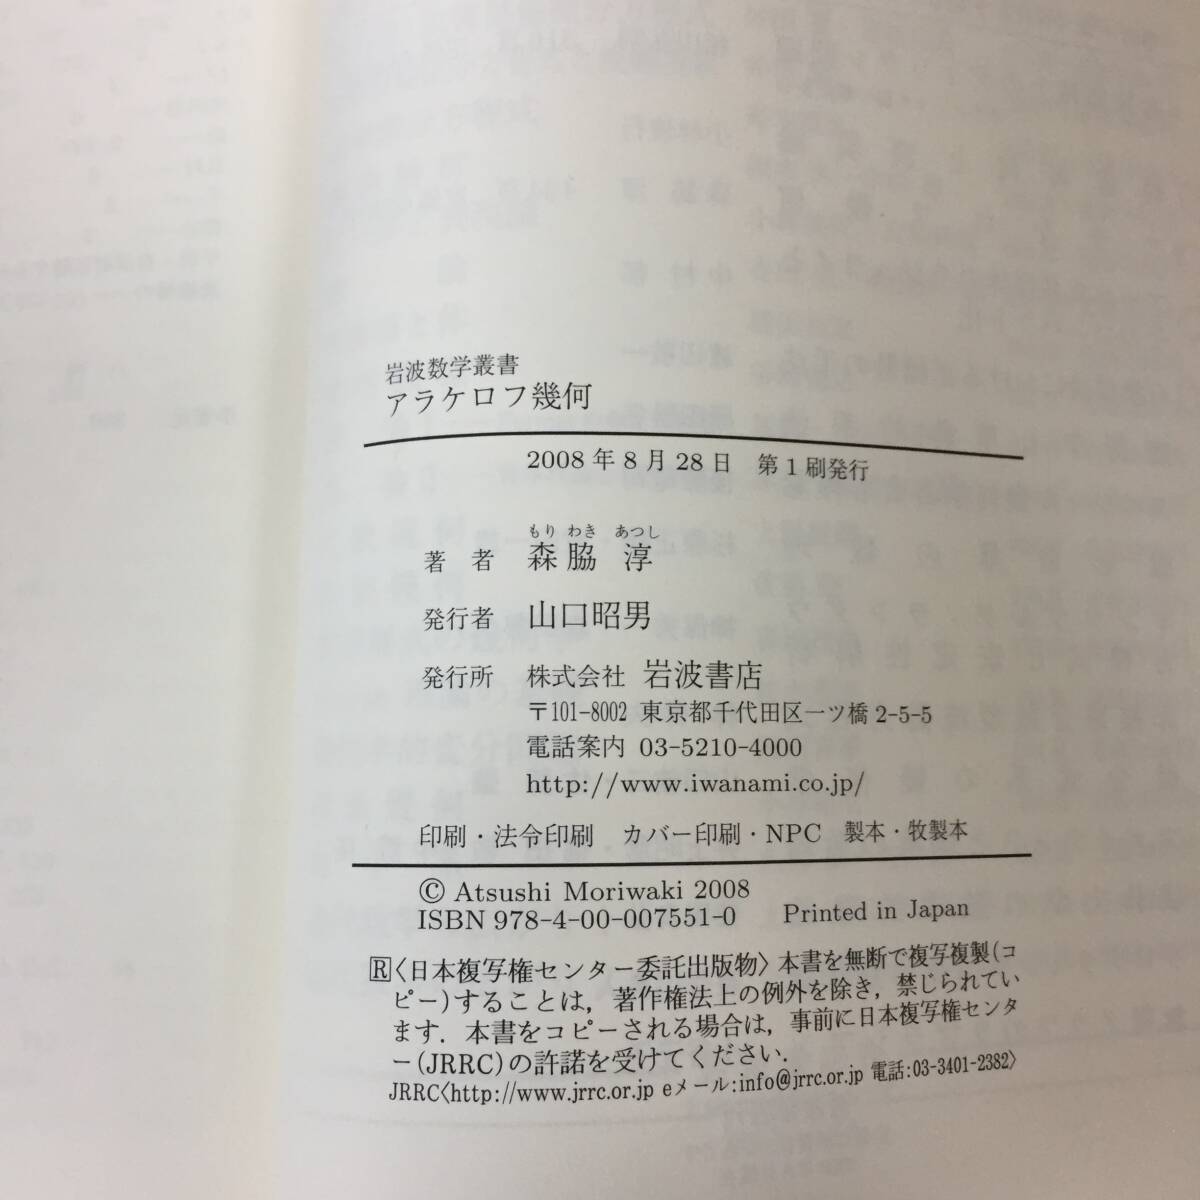 岩波数学叢書
アラケロフ幾何
2008年8月28日 第1刷発行
もり わき あつし
著者 森脇 淳
発行者 山口昭男
発行所 株式会社 岩波書店
〒101-8002 東京都千代田区一ツ橋2-5-5
電話案内 03-5210-4000
http://www.iwanami.co.jp/
印刷・法令印刷 カバー印刷・NPC 製本・牧製本
© Atsushi Moriwaki 2008
ISBN 978-4-00-007551-0 Printed in Japan
Ⓡ〈日本複写権センター委託出版物〉本書を無断で複写複製(コ
ピー)することは，著作権法上の例外を除き，禁じられてい
ます．本書をコピーされる場合は，事前に日本複写権センタ
ー(JRRC)の許諾を受けてください．
JRRC〈http://www.jrrc.or.jp eメール:info@jrrc.or.jp 電話:03-3401-2382〉